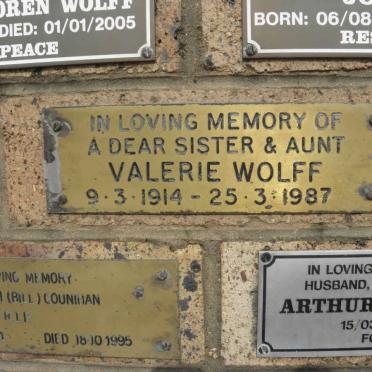 OREN WOLFF
DIED: 01/01/2005
PEACE
BORN: 06/08
RES
IN LOVING MEMORY OF
A DEAR SISTER & AUNT
VALERIE WOLFF
9·3·1914 - 25·3·1987
ING MEMORY
(BILL) COUNIHAN
DIED 18·10·1995
IN LOVING
HUSBAND,
ARTHUR
15/03
FO